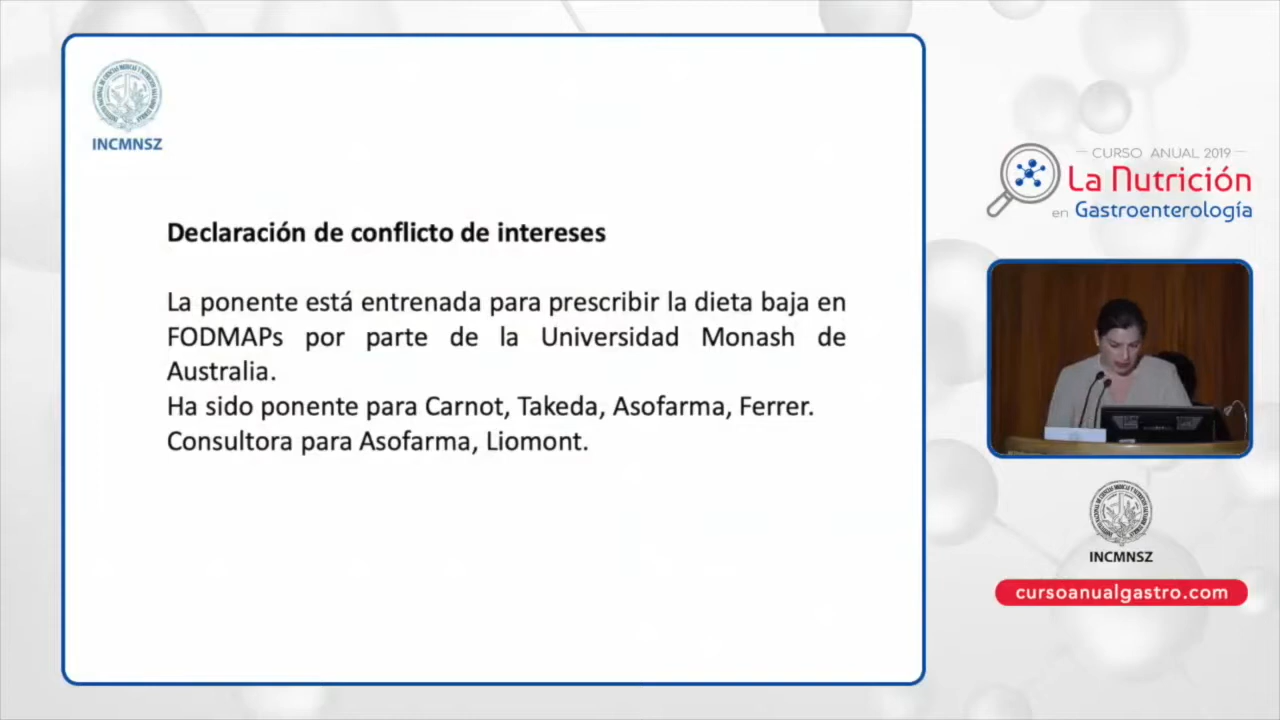 INCMNSZ
Declaración de conflicto de intereses
La ponente está entrenada para prescribir la dieta baja en
FODMAPs por parte de la Universidad Monash de
Australia.
Ha sido ponente para Carnot, Takeda, Asofarma, Ferrer.
Consultora para Asofarma, Liomont.
CURSO ANUAL 2019
La Nutrición
en Gastroenterología
INCMNSZ
cursoanualgastro.com